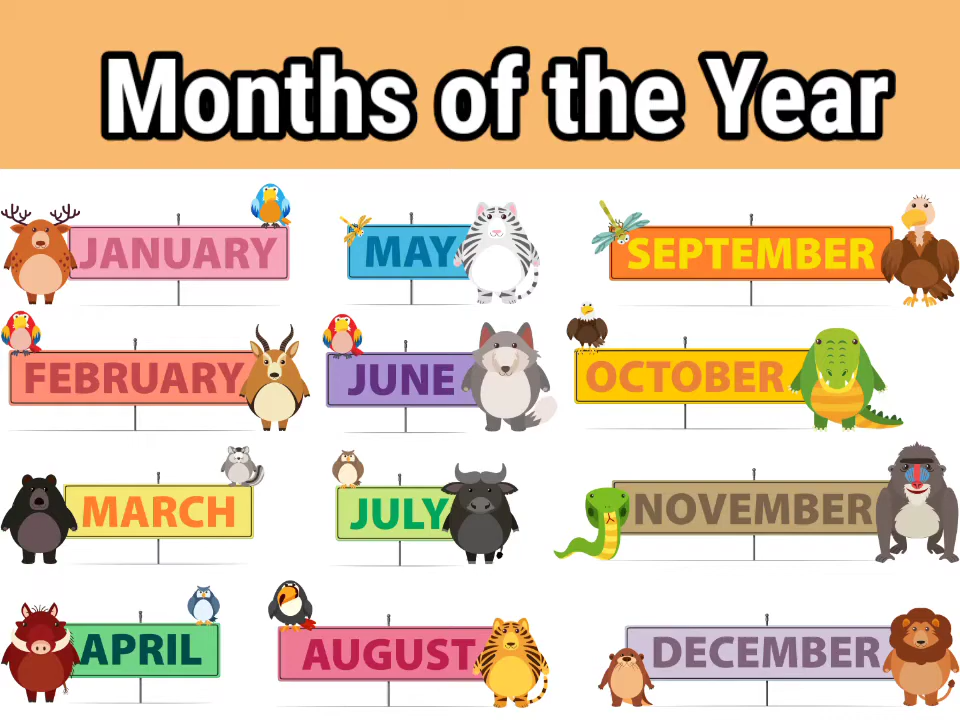 Months of the Year
JANUARY
FEBRUARY
MARCH
APRIL
MAY
JUNE
JULY
AUGUST
SEPTEMBER
OCTOBER
NOVEMBER
DECEMBER